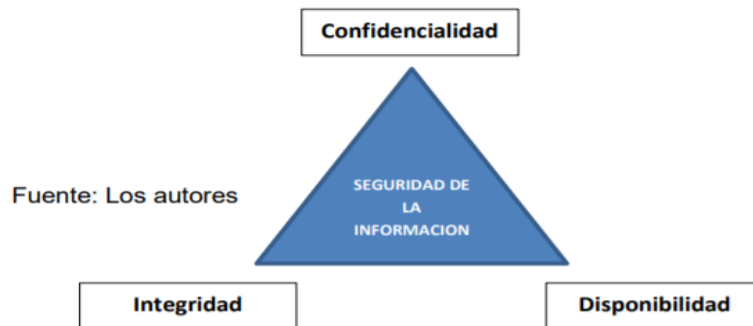 Confidencialidad
SEGURIDAD DE
LA
INFORMACION
Fuente: Los autores
Integridad
Disponibilidad